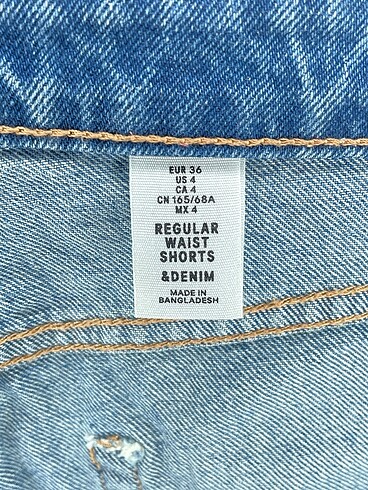 EUR 36
US 4
CA 4
CN 165/68A
MX 4
REGULAR
WAIST
SHORTS
&DENIM
MADE IN
BANGLADESH